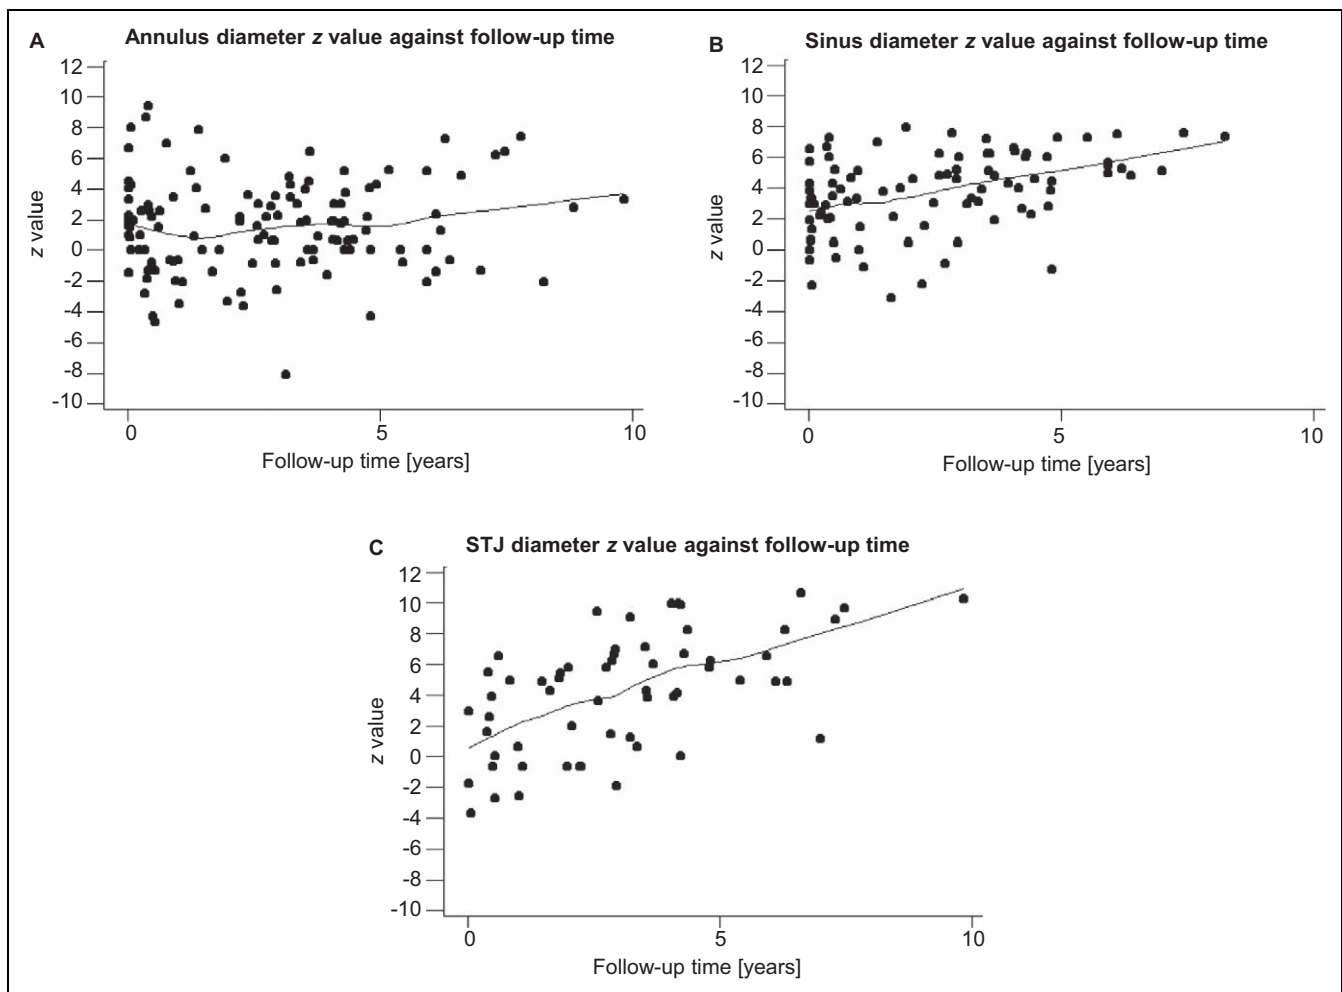 A
Annulus diameter z value against follow-up time
12
10
8
6
4
2
0
-2
-4
-6
-8
-10
z value
0 5 10
Follow-up time [years]
B
Sinus diameter z value against follow-up time
12
10
8
6
4
2
0
-2
-4
-6
-8
-10
z value
0 5 10
Follow-up time [years]
C
STJ diameter z value against follow-up time
12
10
8
6
4
2
0
-2
-4
-6
-8
-10
z value
0 5 10
Follow-up time [years]